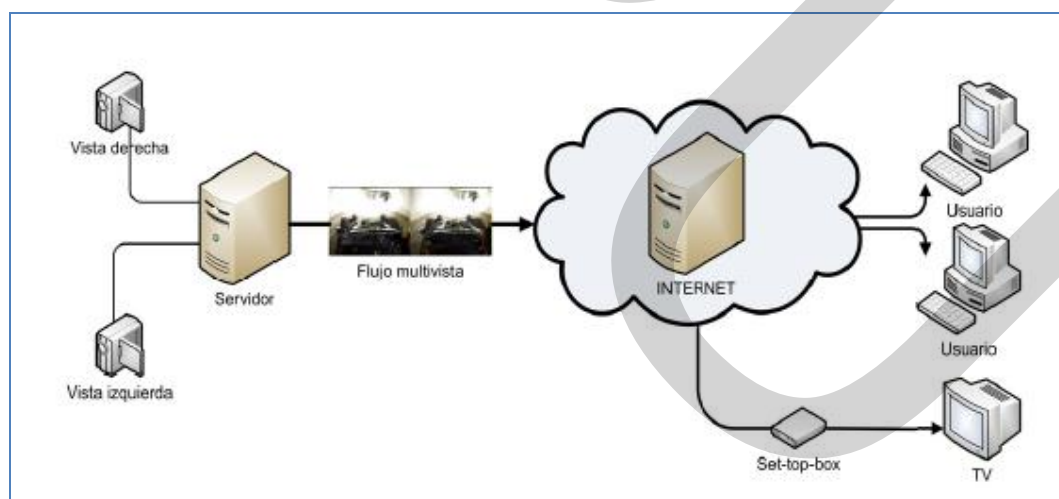 Vista derecha
Vista izquierda
Servidor
Flujo multivista
INTERNET
Usuario
Usuario
Set-top-box
TV